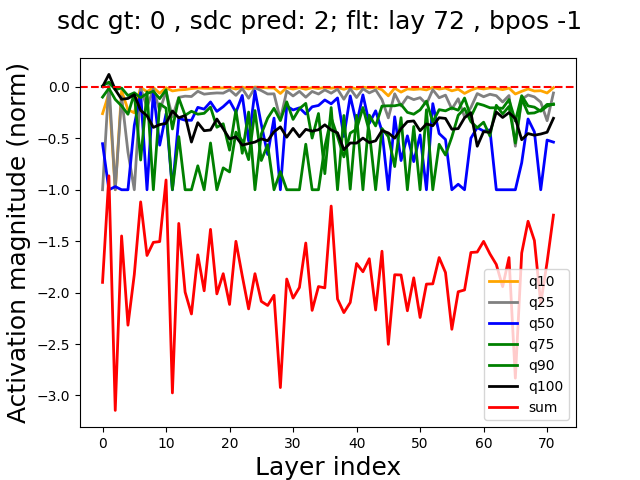 sdc gt: 0 , sdc pred: 2; flt: lay 72 , bpos -1
Activation magnitude (norm)
0.0
−0.5
−1.0
−1.5
−2.0
−2.5
−3.0
q10
q25
q50
q75
q90
q100
sum
0 10 20 30 40 50 60 70
Layer index